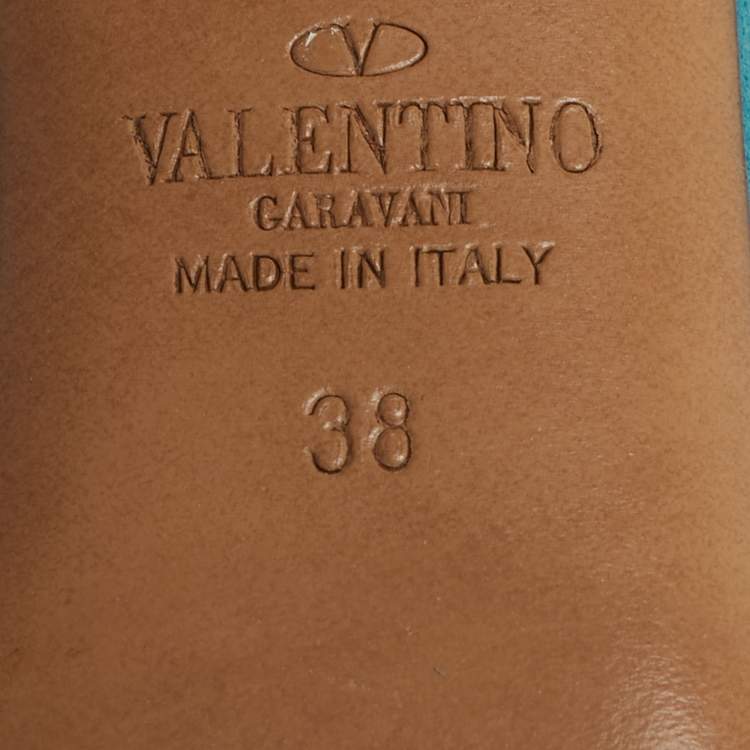 V
VALENTINO
GARAVANI
MADE IN ITALY
38